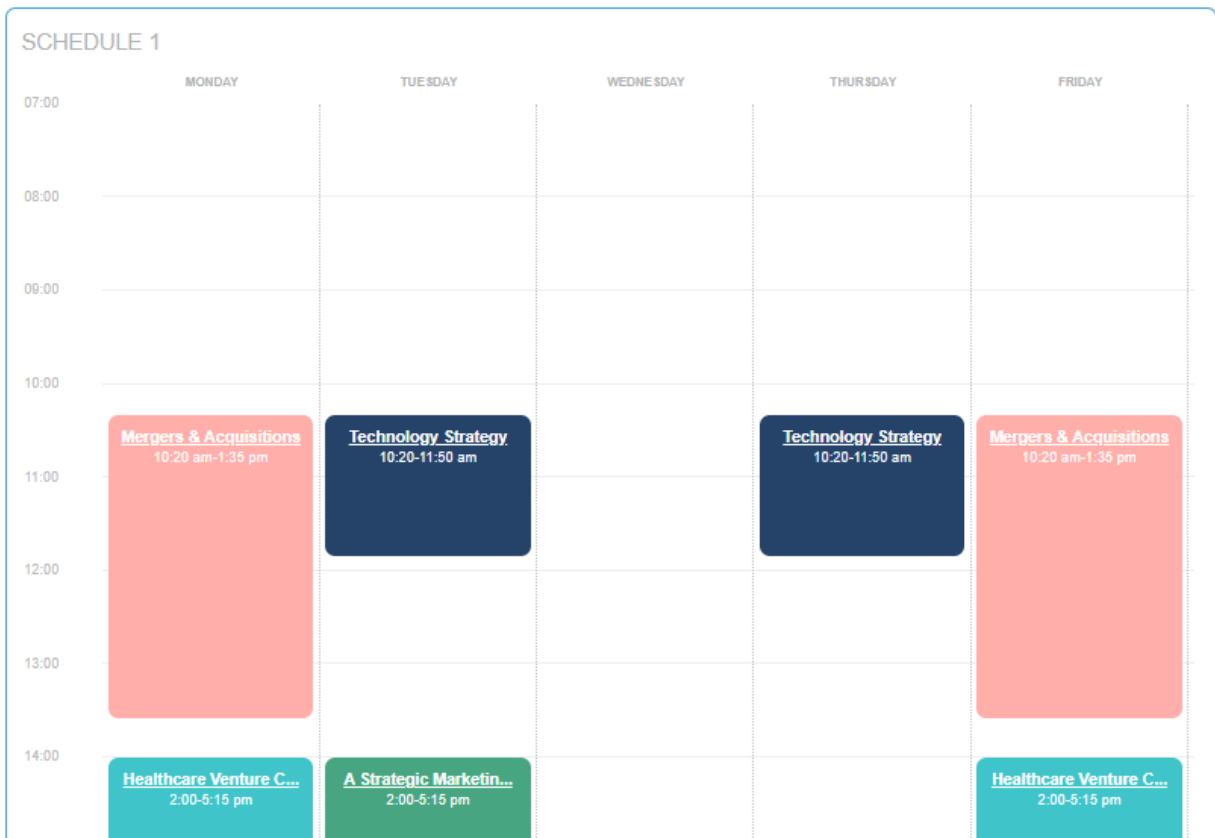 SCHEDULE 1
MONDAY TUESDAY WEDNESDAY THURSDAY FRIDAY
07:00
08:00
09:00
10:00
Mergers & Acquisitions
10:20 am-1:35 pm
Technology Strategy
10:20-11:50 am
Technology Strategy
10:20-11:50 am
Mergers & Acquisitions
10:20 am-1:35 pm
11:00
12:00
13:00
14:00
Healthcare Venture C...
2:00-5:15 pm
A Strategic Marketin...
2:00-5:15 pm
Healthcare Venture C...
2:00-5:15 pm